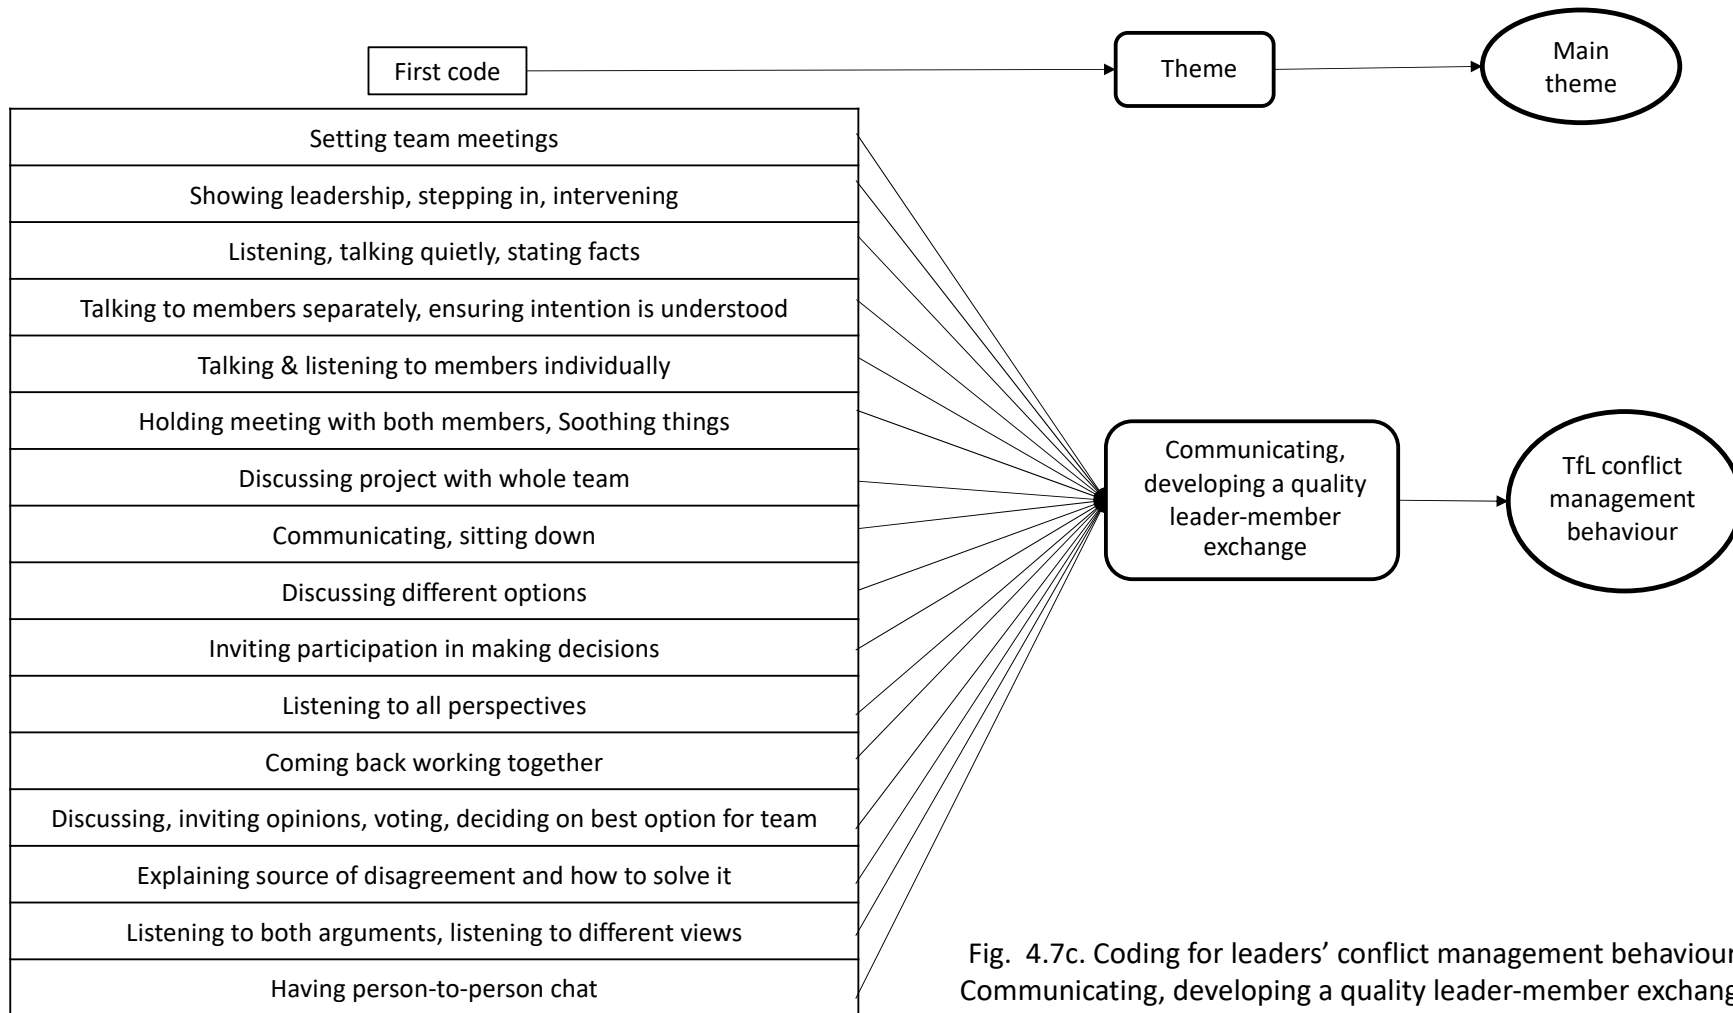 First code
Theme
Main
theme
Setting team meetings
Showing leadership, stepping in, intervening
Listening, talking quietly, stating facts
Talking to members separately, ensuring intention is understood
Talking & listening to members individually
Holding meeting with both members, Soothing things
Discussing project with whole team
Communicating, sitting down
Discussing different options
Inviting participation in making decisions
Listening to all perspectives
Coming back working together
Discussing, inviting opinions, voting, deciding on best option for team
Explaining source of disagreement and how to solve it
Listening to both arguments, listening to different views
Having person-to-person chat
Communicating,
developing a quality
leader-member
exchange
TfL conflict
management
behaviour
Fig. 4.7c. Coding for leaders’ conflict management behaviour
Communicating, developing a quality leader-member exchang